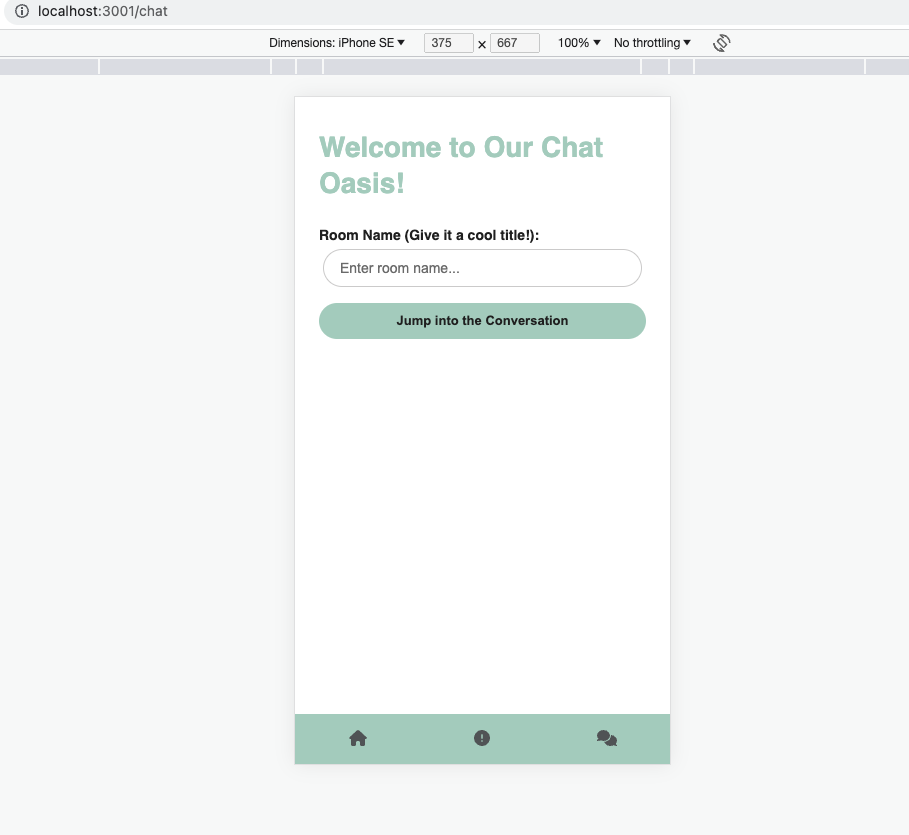 localhost:3001/chat
Dimensions: iPhone SE 375 × 667 100% No throttling
Welcome to Our Chat
Oasis!
Room Name (Give it a cool title!):
Enter room name...
Jump into the Conversation